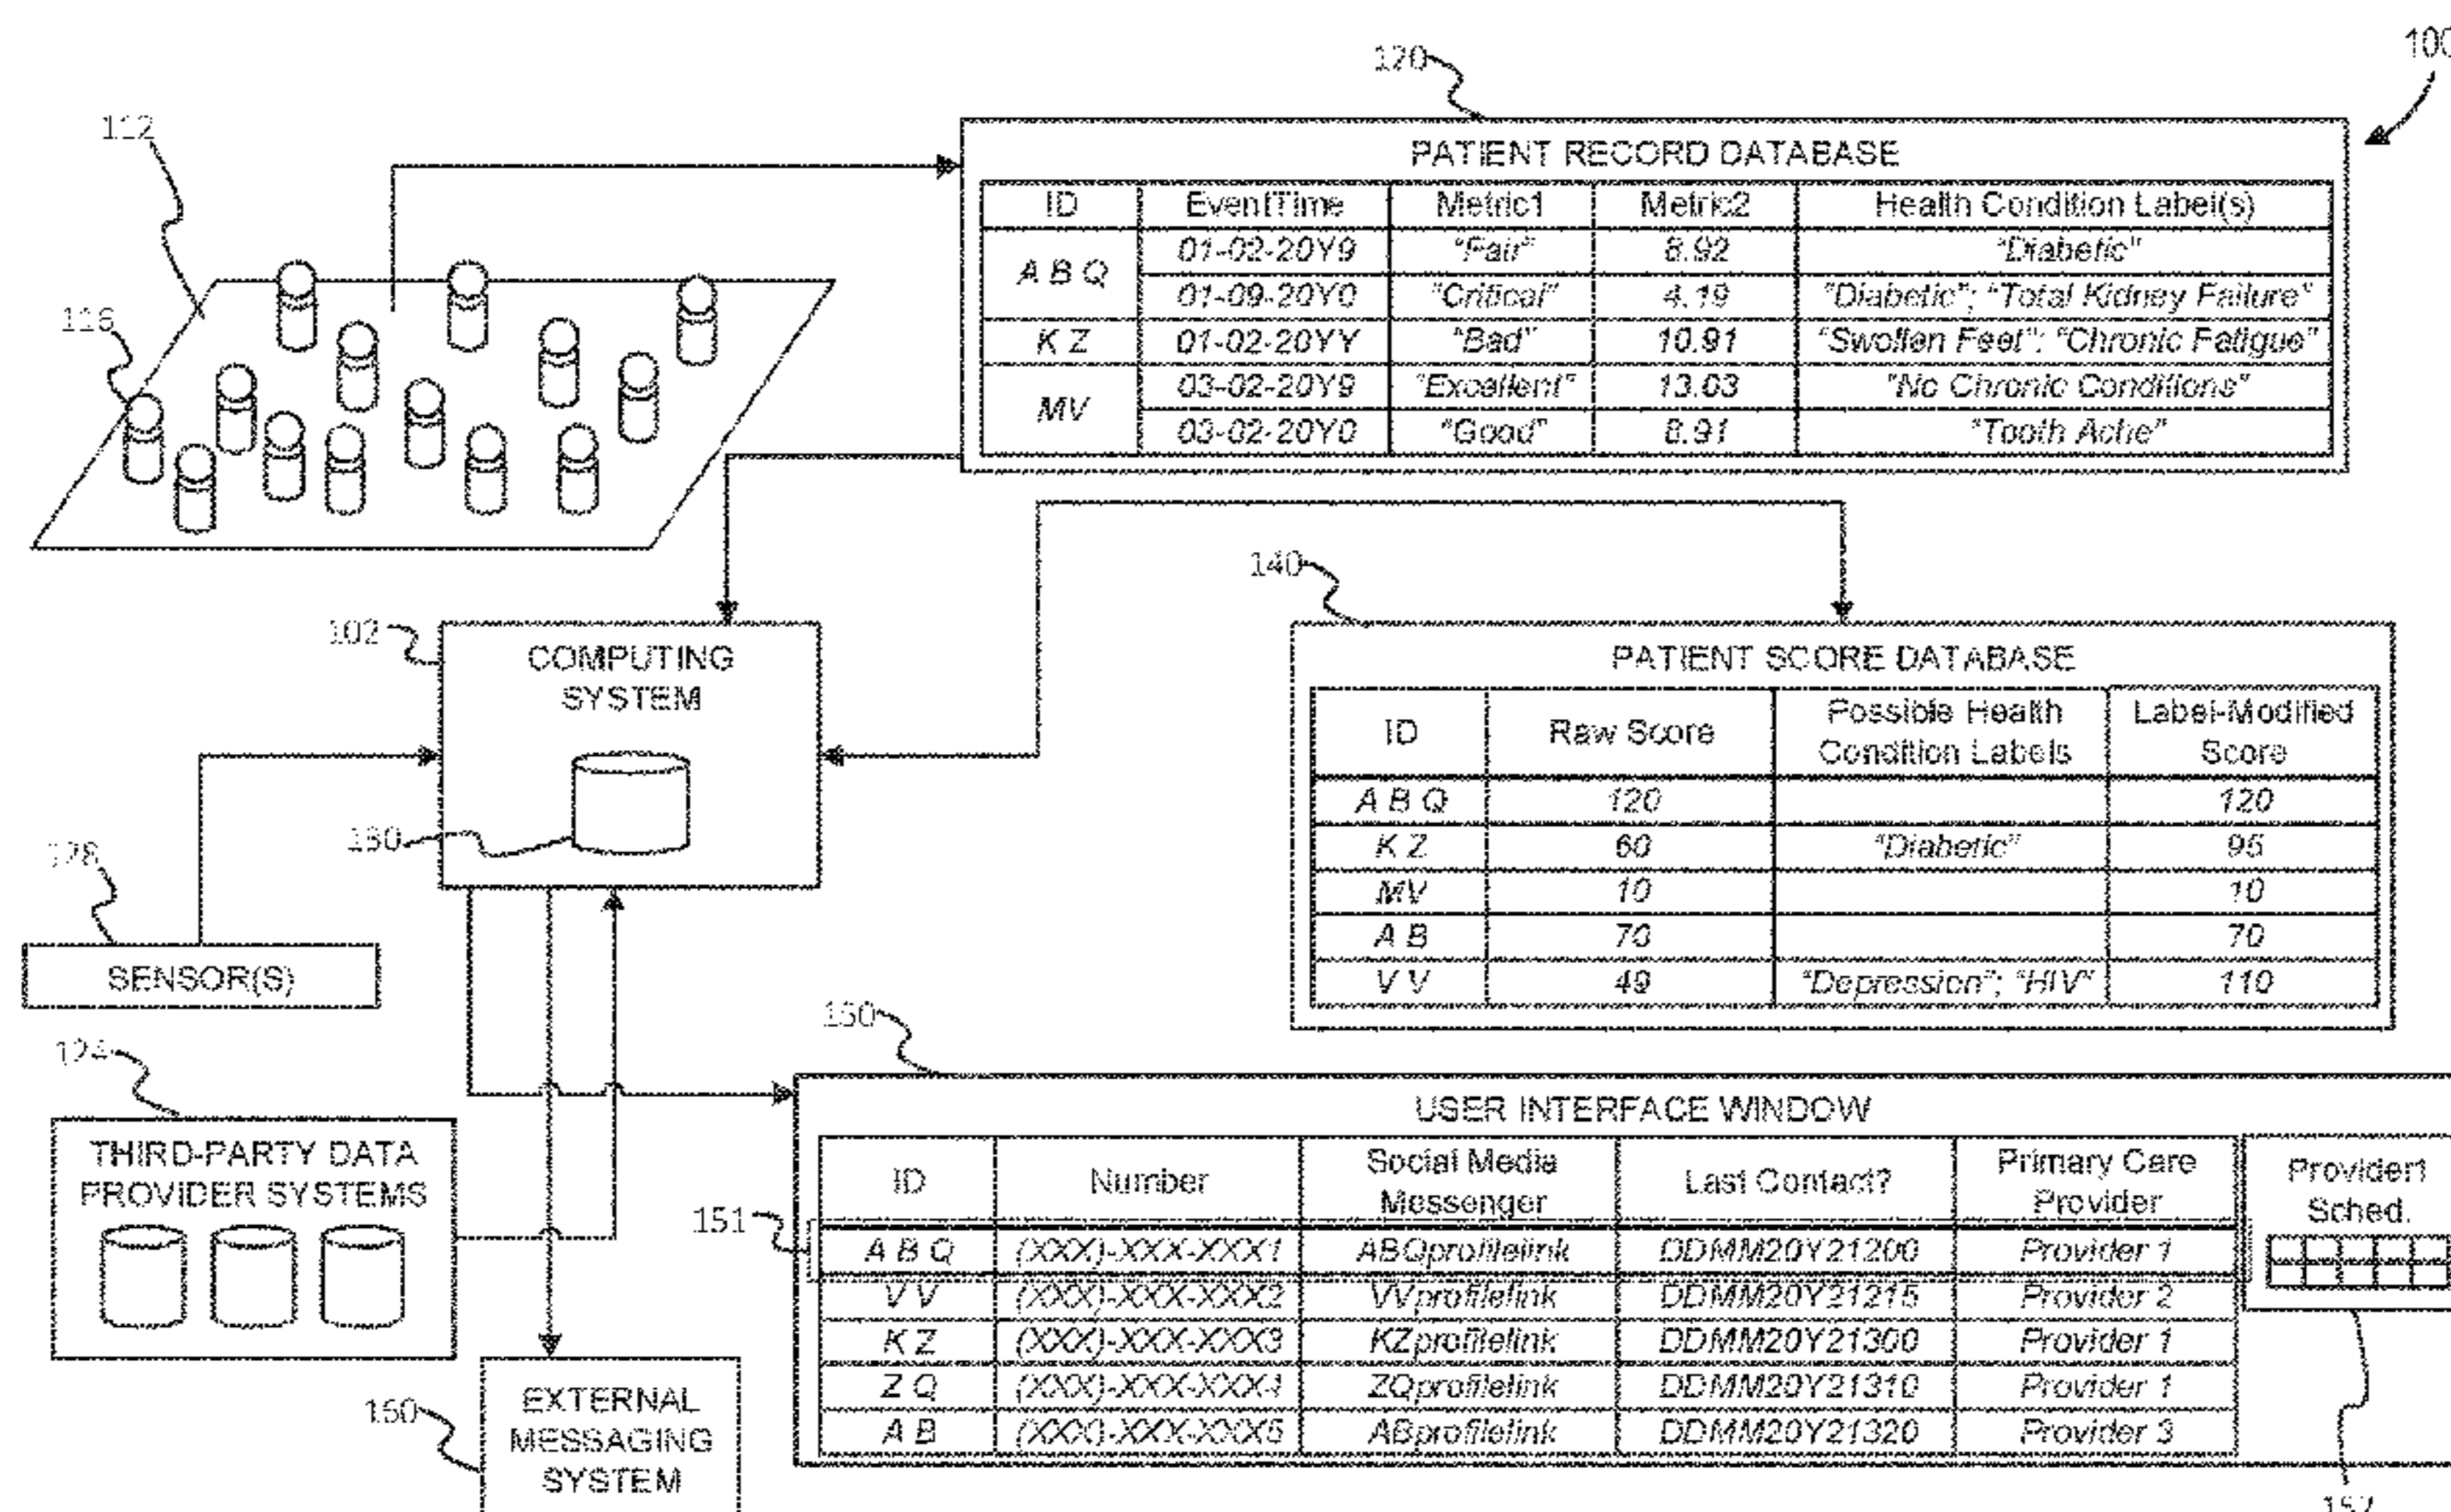 100
120
112
PATIENT RECORD DATABASE
ID EventTime Metric1 Metric2 Health Condition Label(s)
A B Q 01-02-20Y9 "Fair" 8.92 "Diabetic"
01-09-20Y0 "Critical" 4.19 "Diabetic"; "Total Kidney Failure"
K Z 01-02-20YY "Bad" 10.91 "Swollen Feet"; "Chronic Fatigue"
MV 03-02-20Y9 "Excellent" 13.03 "No Chronic Conditions"
03-02-20Y0 "Good" 8.91 "Tooth Ache"
116
140
102
COMPUTING
SYSTEM
PATIENT SCORE DATABASE
ID Raw Score Possible Health Condition Labels Label-Modified Score
A B Q 120 120
K Z 60 "Diabetic" 95
MV 10 10
A B 70 70
V V 49 "Depression"; "HIV" 110
128
SENSOR(S)
124
THIRD-PARTY DATA
PROVIDER SYSTEMS
150
USER INTERFACE WINDOW
ID Number Social Media Messenger Last Contact? Primary Care Provider
151
A B Q (XXX)-XXX-XXX1 ABQprofilelink DDMM20Y21200 Provider 1
V V (XXX)-XXX-XXX2 VVprofilelink DDMM20Y21215 Provider 2
K Z (XXX)-XXX-XXX3 KZprofilelink DDMM20Y21300 Provider 1
Z Q (XXX)-XXX-XXX4 ZQprofilelink DDMM20Y21310 Provider 1
A B (XXX)-XXX-XXX5 ABprofilelink DDMM20Y21320 Provider 3
Provider1
Sched.
160
EXTERNAL
MESSAGING
SYSTEM